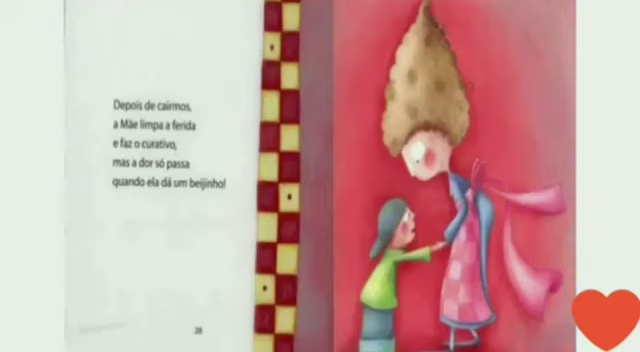 Depois de cairmos,
a Mãe limpa a ferida
e faz o curativo,
mas a dor só passa
quando ela dá um beijinho!
28